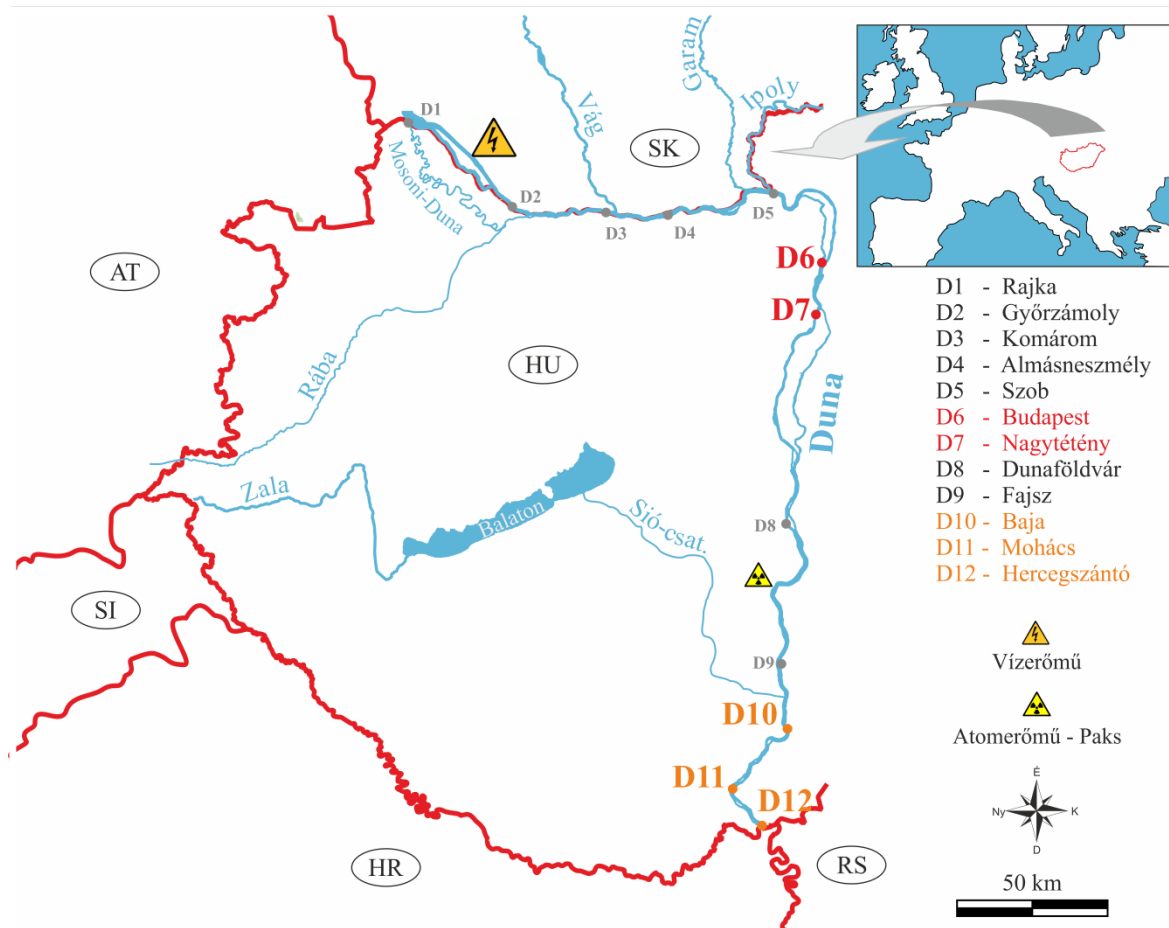 D1
Mosoni-Duna
D2
Vág
Garam
Ipoly
SK
D3
D4
D5
AT
D6
D7
HU
Rába
Duna
Zala
Balaton
Sió-csat.
D8
D9
SI
D10
D11
D12
HR
RS
D1 - Rajka
D2 - Győrzámoly
D3 - Komárom
D4 - Almásneszmély
D5 - Szob
D6 - Budapest
D7 - Nagytétény
D8 - Dunaföldvár
D9 - Fajsz
D10 - Baja
D11 - Mohács
D12 - Hercegszántó
Vízerőmű
Atomerőmű - Paks
É
Ny K
D
50 km